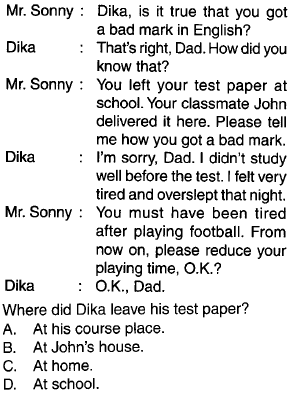 Mr. Sonny : Dika, is it true that you got
a bad mark in English?
Dika : That's right, Dad. How did you
know that?
Mr. Sonny : You left your test paper at
school. Your classmate John
delivered it here. Please tell
me how you got a bad mark.
Dika : I'm sorry, Dad. I didn't study
well before the test. I felt very
tired and overslept that night.
Mr. Sonny : You must have been tired
after playing football. From
now on, please reduce your
playing time, O.K.?
Dika : O.K., Dad.
Where did Dika leave his test paper?
A. At his course place.
B. At John's house.
C. At home.
D. At school.